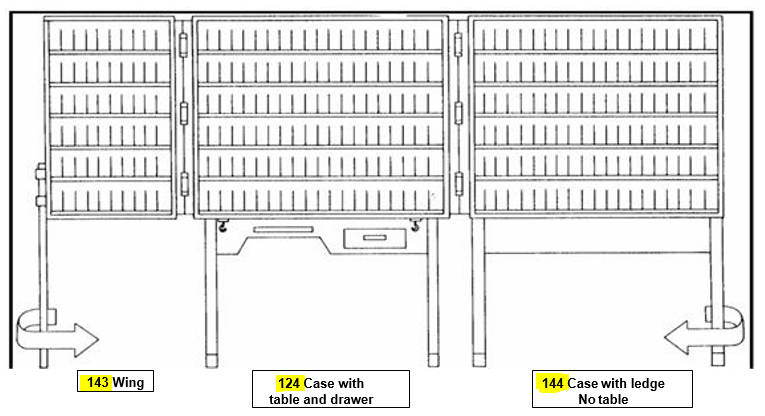 143 Wing
124 Case with
table and drawer
144 Case with ledge
No table